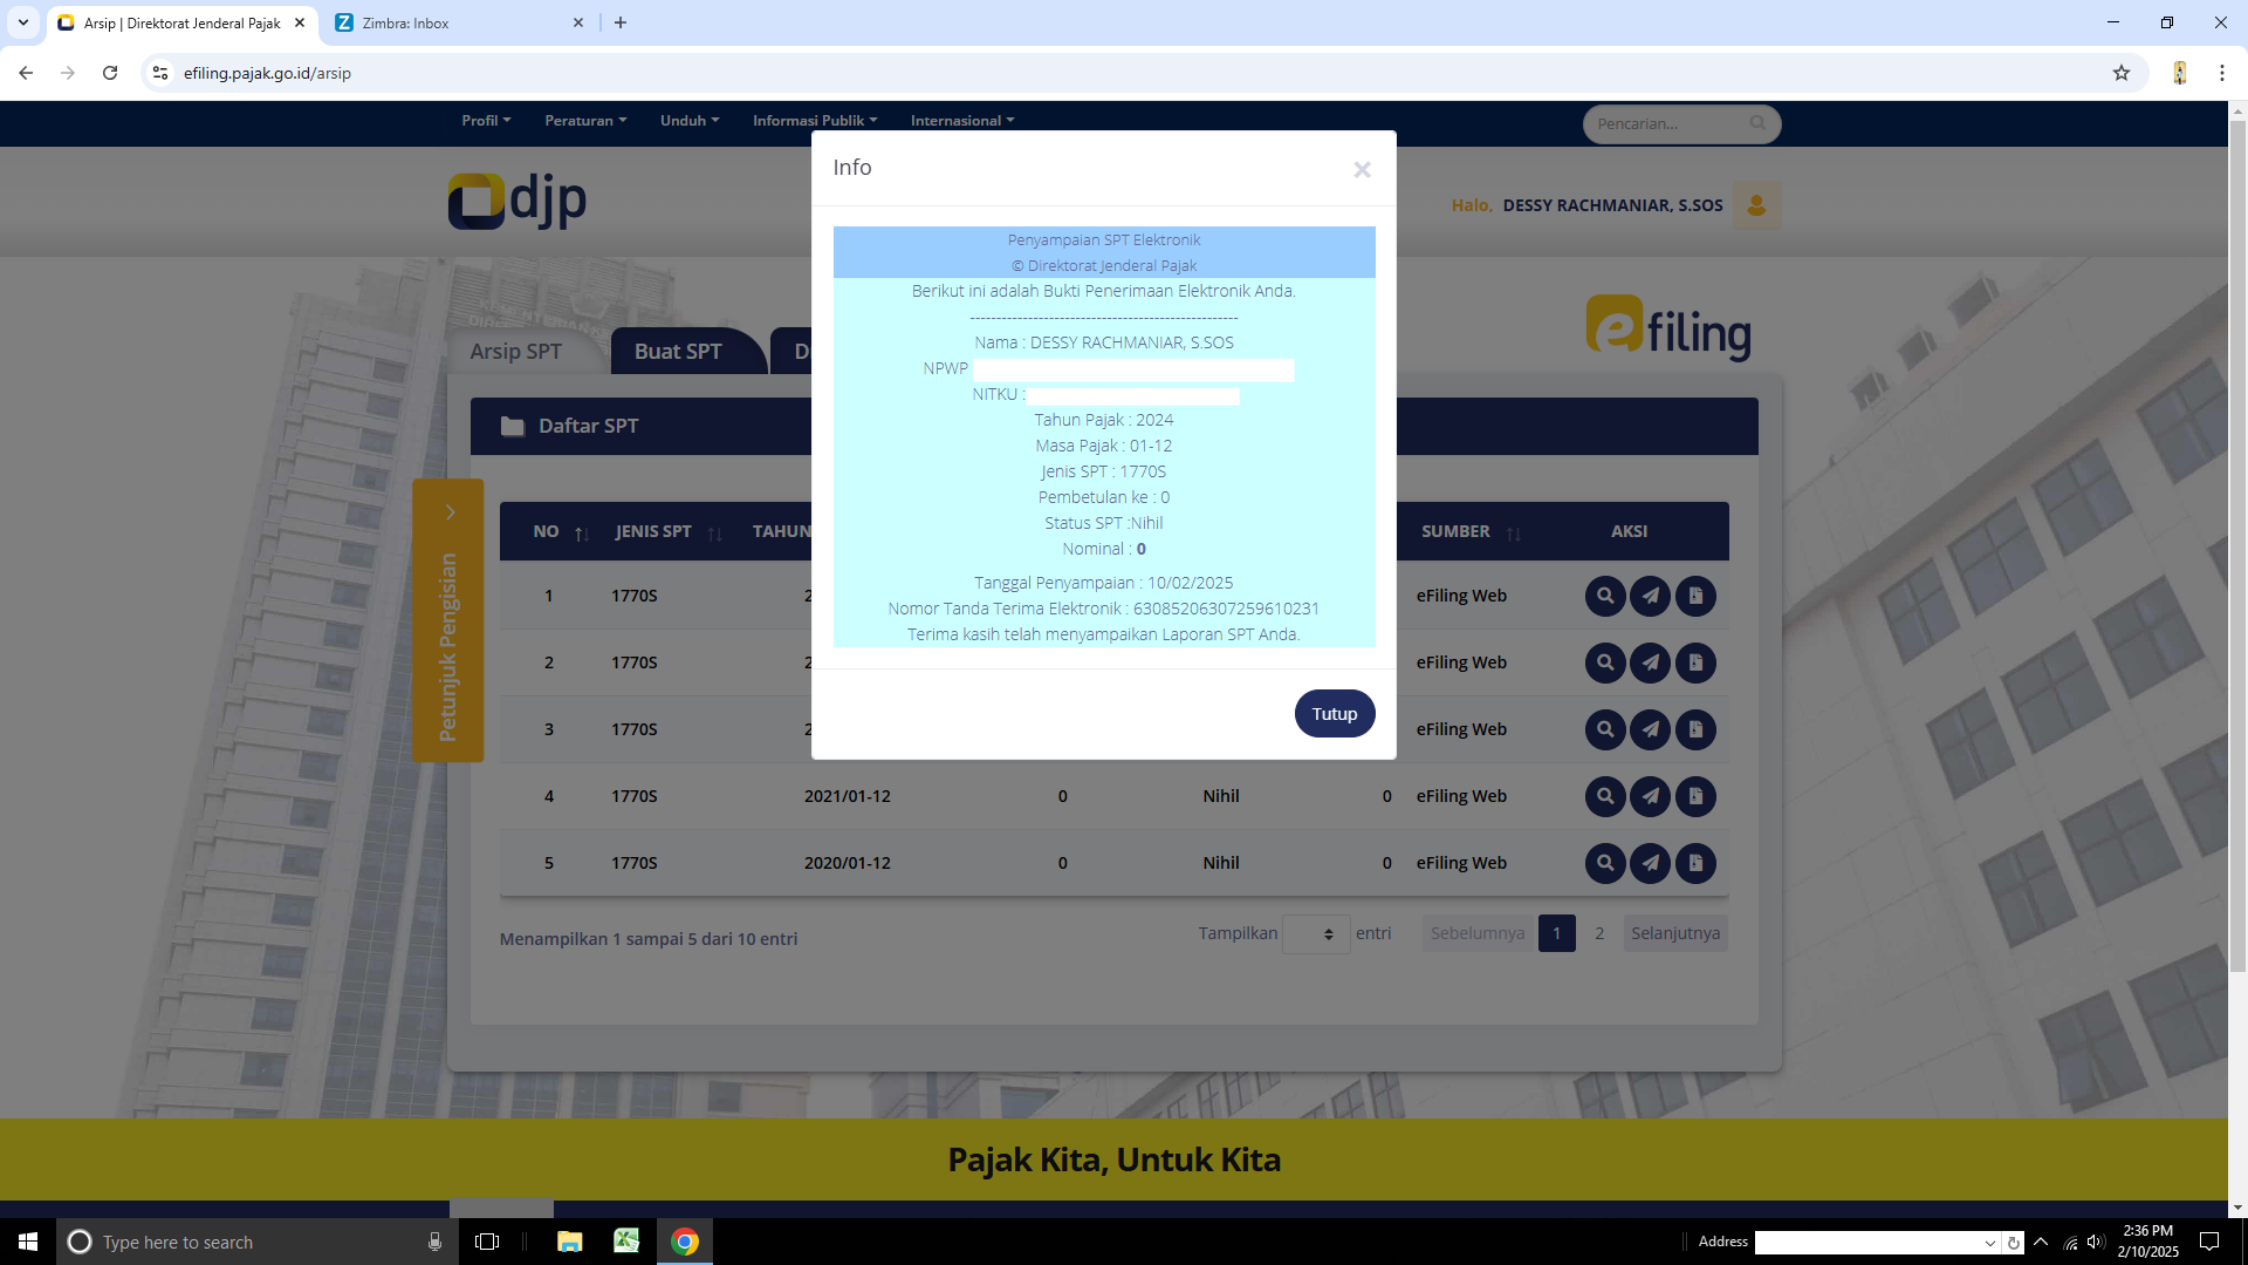 Arsip | Direktorat Jenderal Pajak
Zimbra: Inbox
efiling.pajak.go.id/arsip
Profil
Peraturan
Unduh
Informasi Publik
Internasional
Pencarian...
Info
djp
Halo, DESSY RACHMANIAR, S.SOS
Penyampaian SPT Elektronik
© Direktorat Jenderal Pajak
Berikut ini adalah Bukti Penerimaan Elektronik Anda.
--------------------------------------------------
Nama : DESSY RACHMANIAR, S.SOS
NPWP
NITKU :
Tahun Pajak : 2024
Masa Pajak : 01-12
Jenis SPT : 1770S
Pembetulan ke : 0
Status SPT :Nihil
Nominal : 0
Tanggal Penyampaian : 10/02/2025
Nomor Tanda Terima Elektronik : 63085206307259610231
Terima kasih telah menyampaikan Laporan SPT Anda.
Tutup
efiling
Arsip SPT
Buat SPT
D
Daftar SPT
Petunjuk Pengisian
NO JENIS SPT TAHUN SUMBER AKSI
1 1770S 2 eFiling Web
2 1770S 2 eFiling Web
3 1770S 2 eFiling Web
4 1770S 2021/01-12 0 Nihil 0 eFiling Web
5 1770S 2020/01-12 0 Nihil 0 eFiling Web
Menampilkan 1 sampai 5 dari 10 entri
Tampilkan entri
Sebelumnya 1 2 Selanjutnya
Pajak Kita, Untuk Kita
Type here to search
Address
2:36 PM
2/10/2025